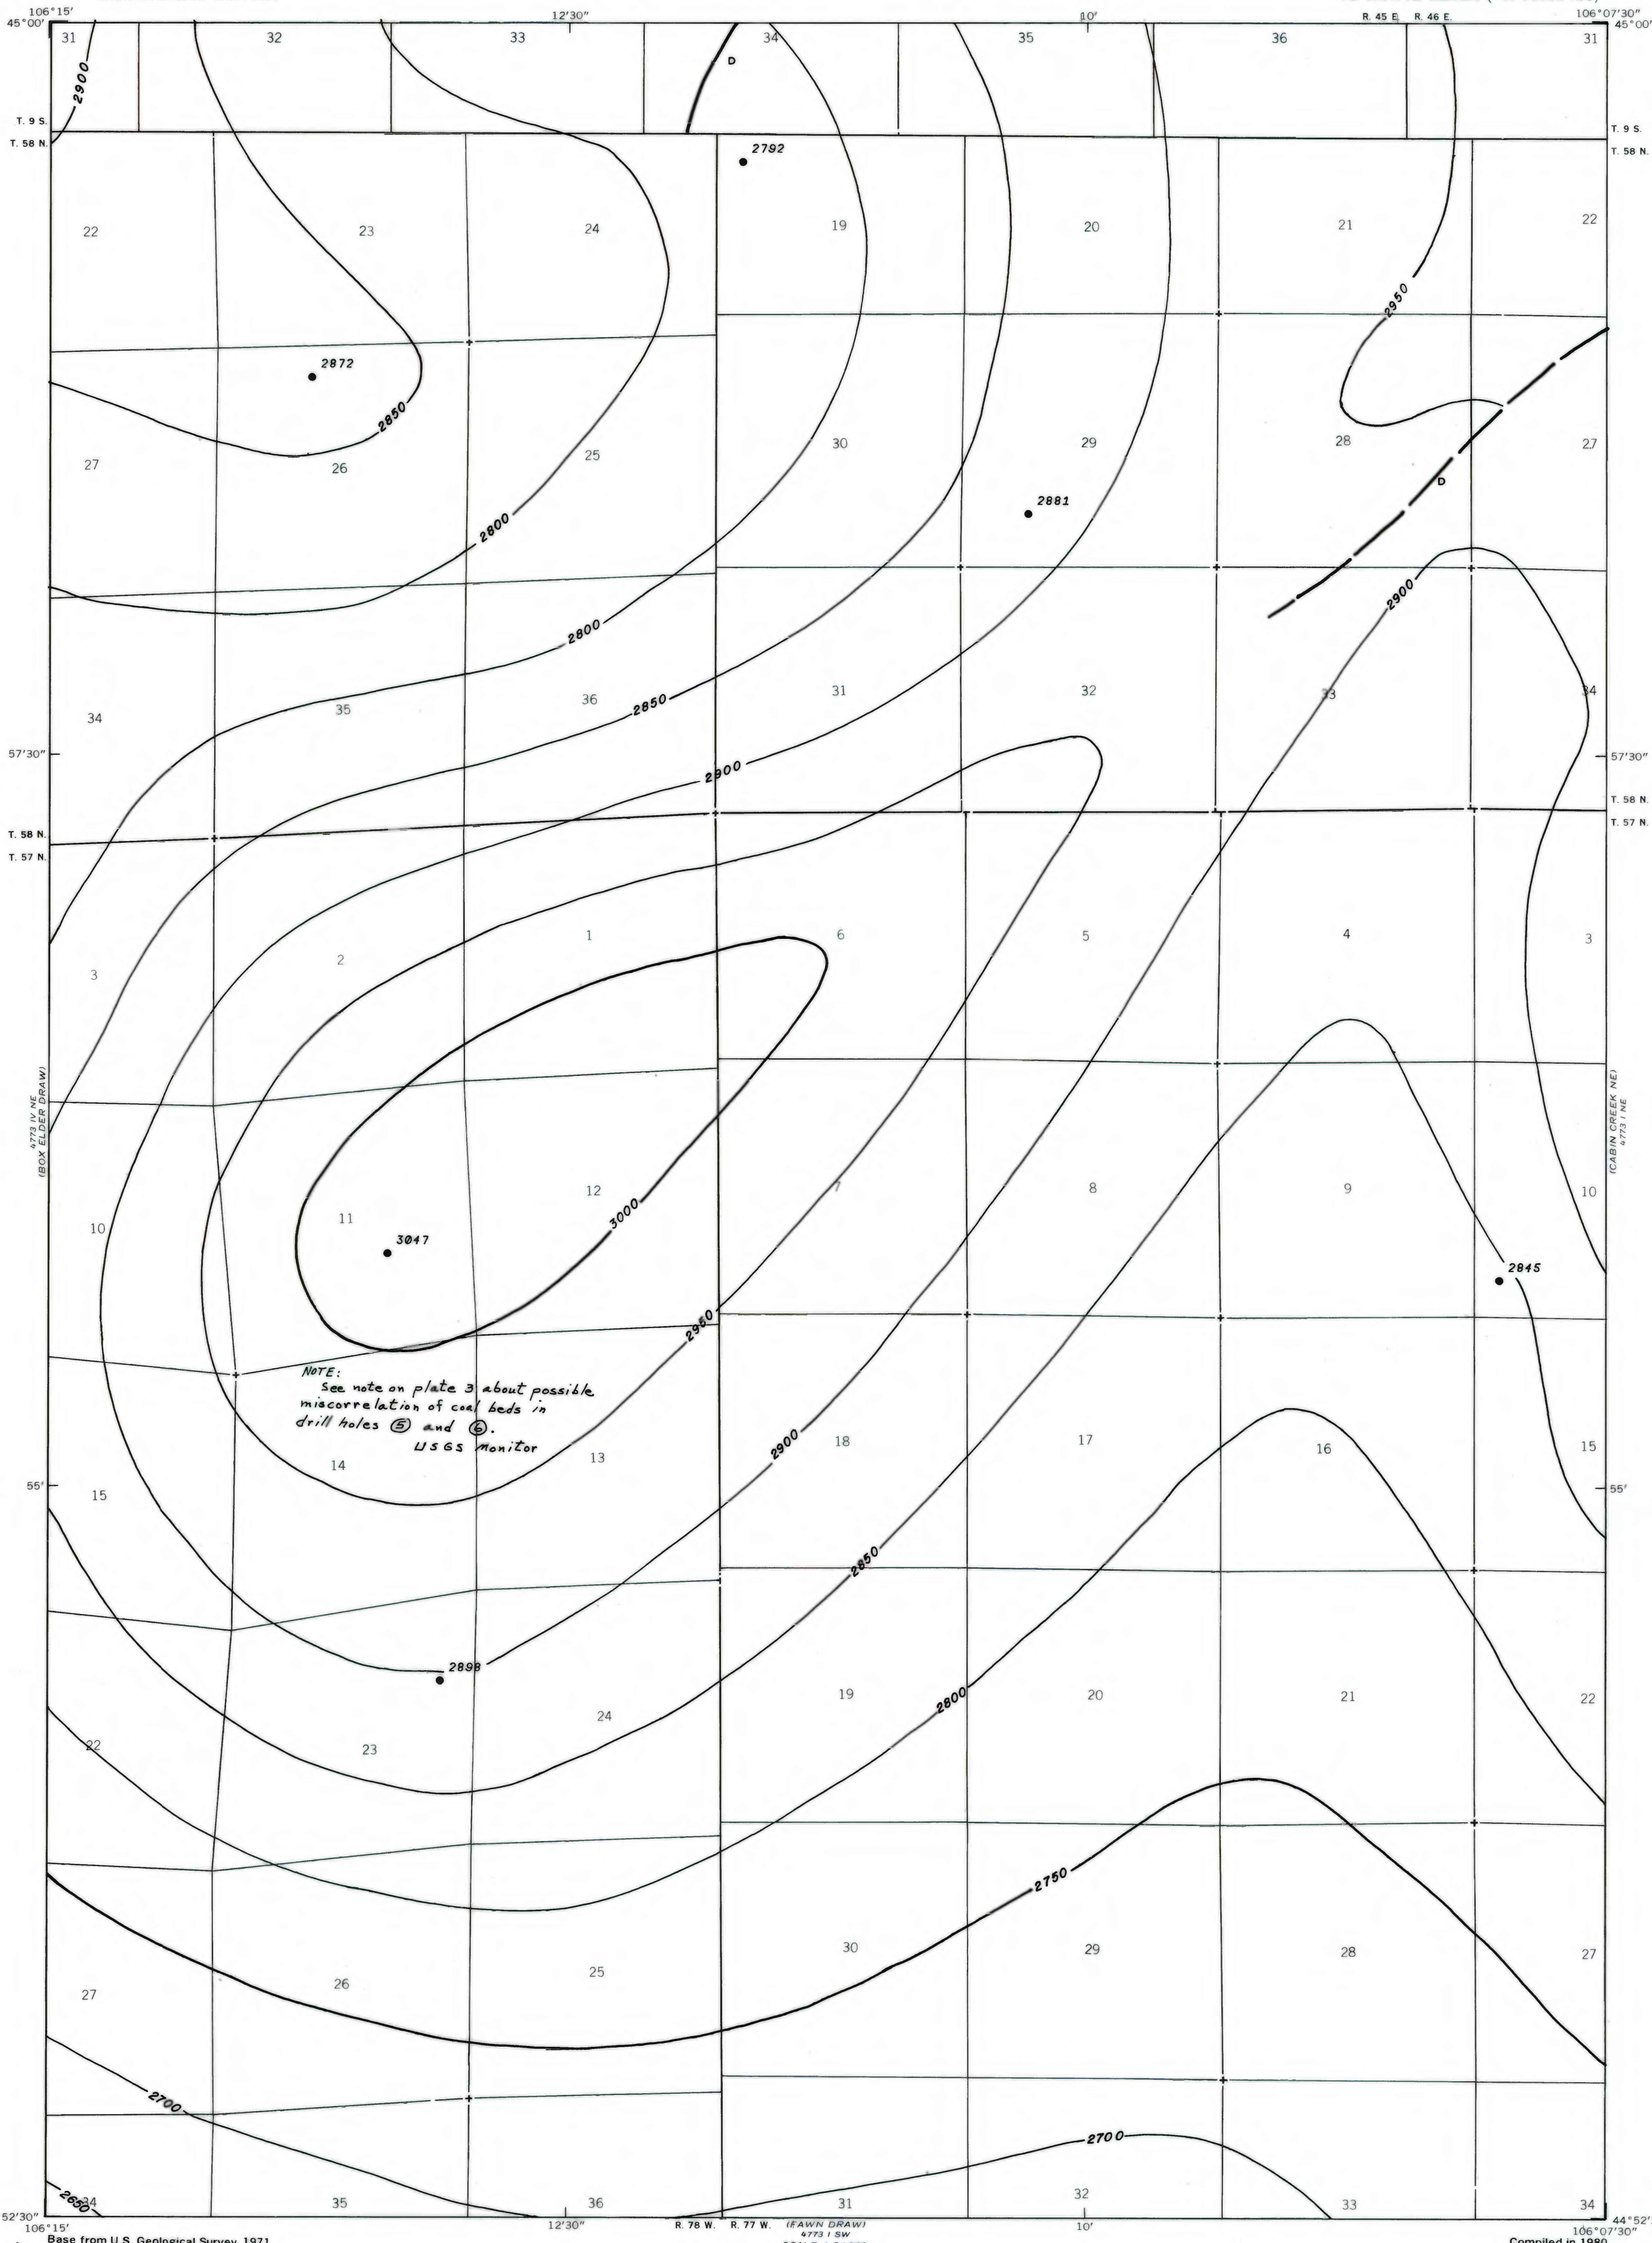 106°15' 12'30" 10' R. 45 E. R. 46 E. 106°07'30"
45°00' 45°00'
31 32 33 34 35 36 31
2900
D
T. 9 S. T. 9 S.
T. 58 N. T. 58 N.
2792
22 23 24 19 20 21 22
2950
2872
2850
27 26 25 30 29 28 27
D
2881
2800
2900
2800
34 35 36 31 32 33 34
2850
57'30" 57'30"
2900
T. 58 N. T. 58 N.
T. 57 N. T. 57 N.
3 2 1 6 5 4 3
4773 IV NE
(BOX ELDER DRAW)
(CABIN CREEK NE)
4773 I NE
10 11 12 7 8 9 10
3000
3047
2845
2950
NOTE:
See note on plate 3 about possible
miscorrelation of coal beds in
drill holes ⑤ and ⑥.
USGS monitor
2900
15 14 13 18 17 16 15
55' 55'
2850
2898
22 23 24 19 20 21 22
2800
2750
27 26 25 30 29 28 27
2700
2700
2650
34 35 36 31 32 33 34
52'30" 44°52'
106°15' 12'30" R. 78 W. R. 77 W. (FAWN DRAW) 10' 106°07'30"
4773 I SW
Base from U.S. Geological Survey, 1971 Compiled in 1980